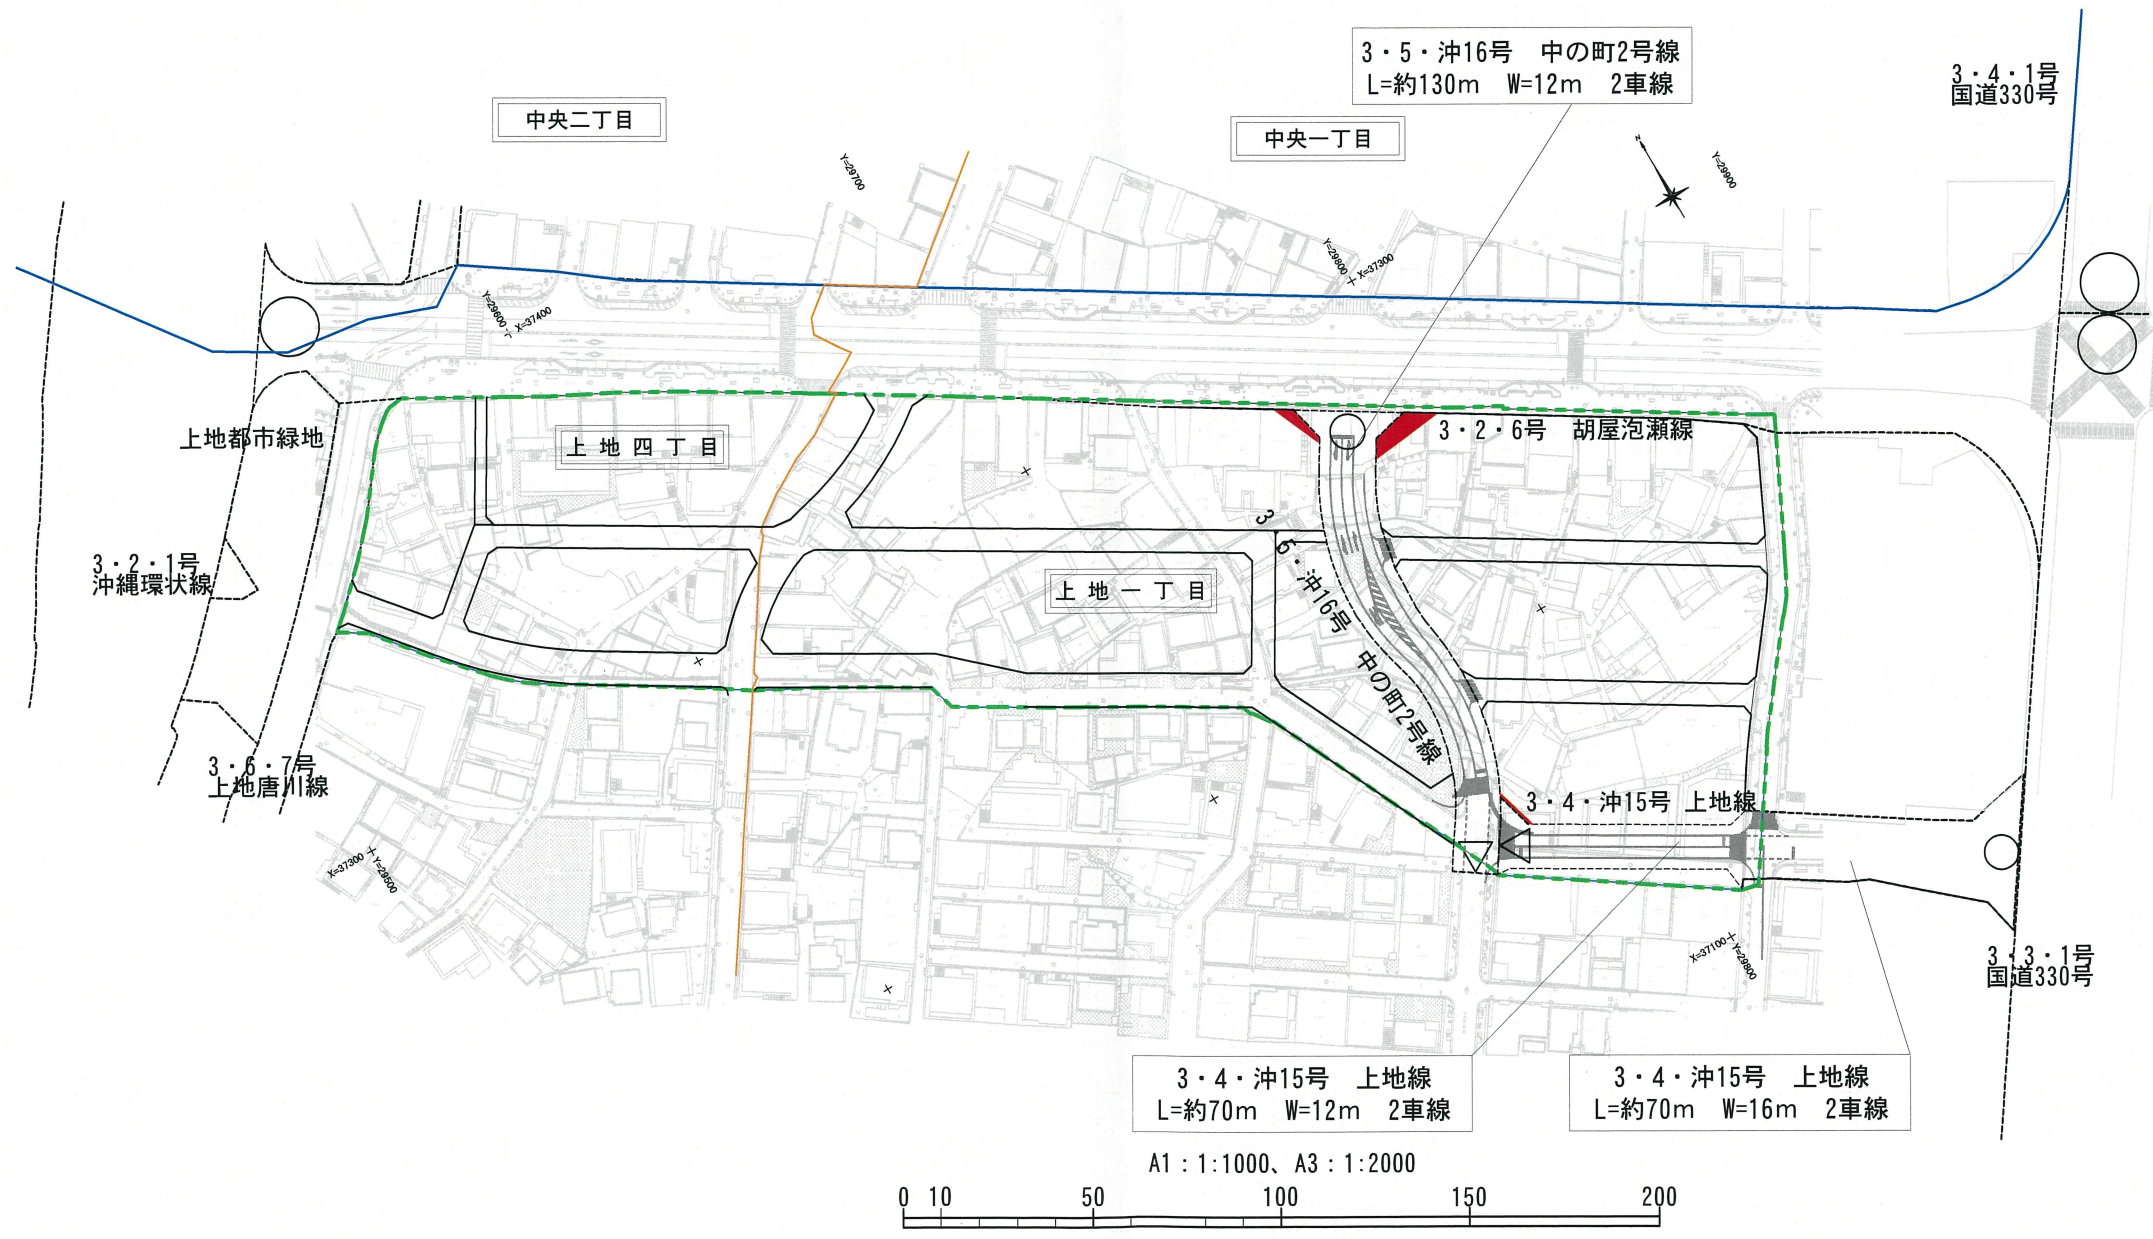 3・5・沖16号　中の町2号線
L=約130m　W=12m　2車線
3・4・1号
国道330号
中央二丁目
中央一丁目
N
Y=29700
Y=29900
Y=29800
X=37300
Y=29600
X=37400
上地都市緑地
上地四丁目
3・2・6号　胡屋泡瀬線
3・2・1号
沖縄環状線
上地一丁目
3・5・沖16号　中の町2号線
3・6・7号
上地唐川線
3・4・沖15号 上地線
X=37300
Y=29500
X=37100
Y=29800
3・3・1号
国道330号
3・4・沖15号　上地線
L=約70m　W=12m　2車線
3・4・沖15号　上地線
L=約70m　W=16m　2車線
A1：1:1000、A3：1:2000
0 10 50 100 150 200